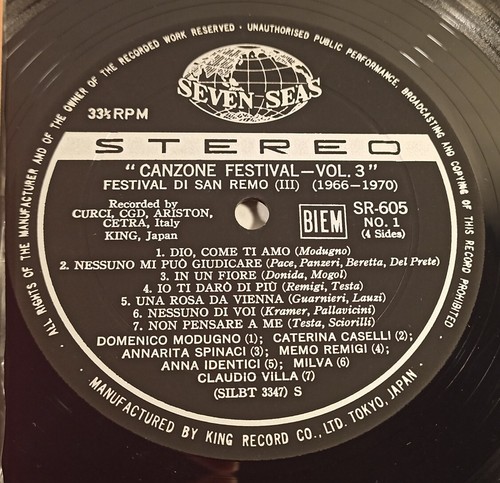 ALL RIGHTS OF THE MANUFACTURER AND OF THE OWNER OF THE RECORDED WORK RESERVED · UNAUTHORISED PUBLIC PERFORMANCE, BROADCASTING AND COPYING OF THIS RECORD PROHIBITED ·
SEVEN SEAS
33⅓ RPM
STEREO
"CANZONE FESTIVAL—VOL. 3"
FESTIVAL DI SAN REMO (III) (1966–1970)
Recorded by
CURCI, CGD, ARISTON,
CETRA, Italy
KING, Japan
BIEM
SR-605
NO. 1
(4 Sides)
1. DIO, COME TI AMO (Modugno)
2. NESSUNO MI PUÒ GIUDICARE (Pace, Panzeri, Beretta, Del Prete)
3. IN UN FIORE (Donida, Mogol)
4. IO TI DARÒ DI PIÙ (Remigi, Testa)
5. UNA ROSA DA VIENNA (Guarnieri, Lauzi)
6. NESSUNO DI VOI (Kramer, Pallavicini)
7. NON PENSARE A ME (Testa, Sciorilli)
DOMENICO MODUGNO (1); CATERINA CASELLI (2);
ANNARITA SPINACI (3); MEMO REMIGI (4);
ANNA IDENTICI (5); MILVA (6)
CLAUDIO VILLA (7)
(SILBT 3347) S
· MANUFACTURED BY KING RECORD CO., LTD. TOKYO, JAPAN ·